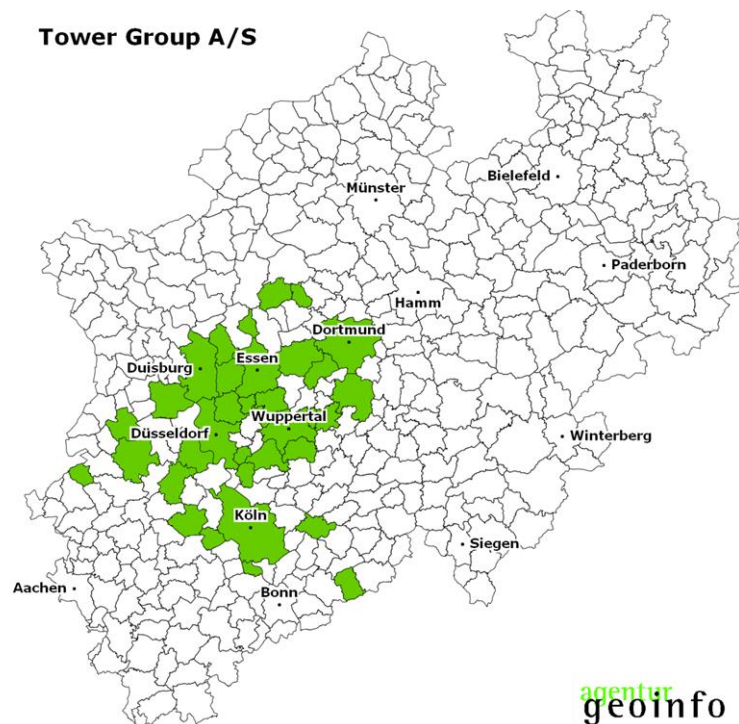 Tower Group A/S
Münster
Bielefeld
Paderborn
Hamm
Dortmund
Essen
Duisburg
Wuppertal
Düsseldorf
Winterberg
Köln
Siegen
Aachen
Bonn
agentur
geoinfo